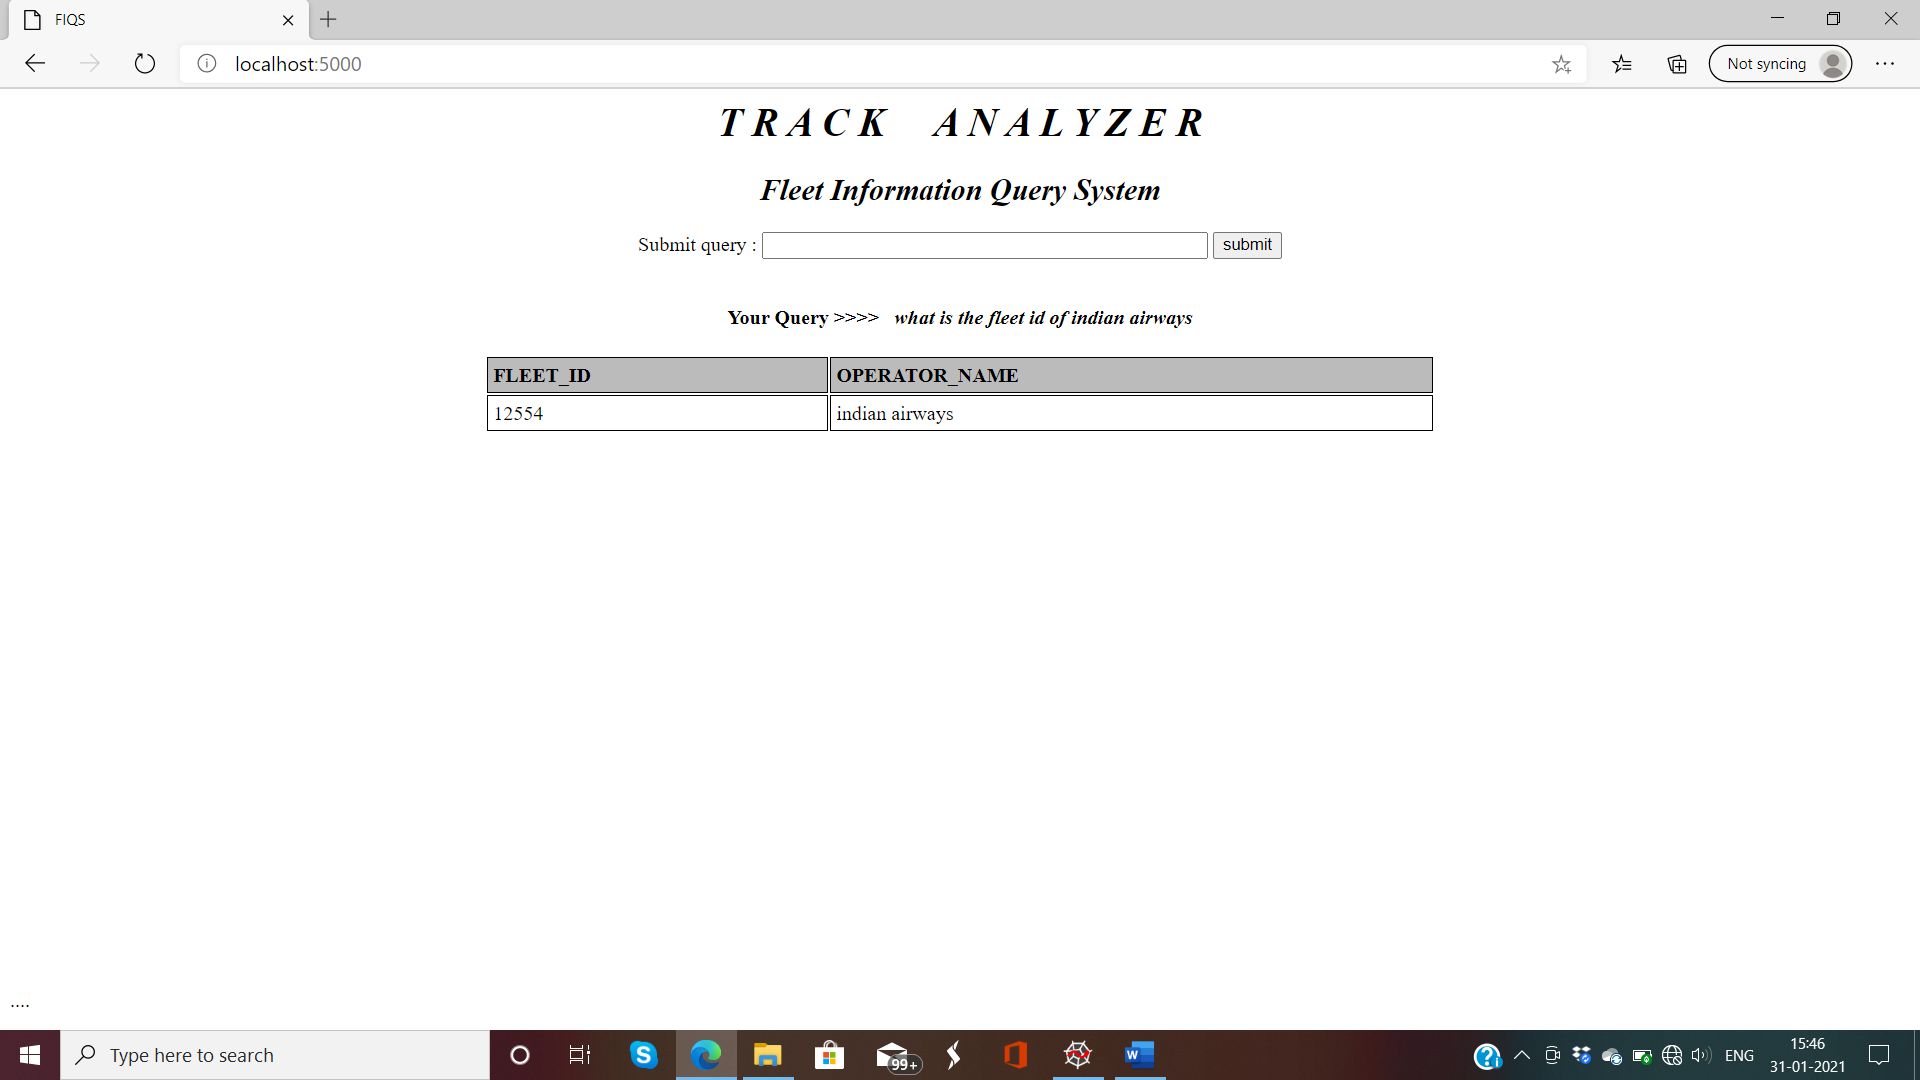 FIQS
localhost:5000
Not syncing
TRACK ANALYZER
Fleet Information Query System
Submit query : submit
Your Query >>>> what is the fleet id of indian airways
FLEET_ID OPERATOR_NAME
12554 indian airways
....
Type here to search
99+
ENG
15:46
31-01-2021